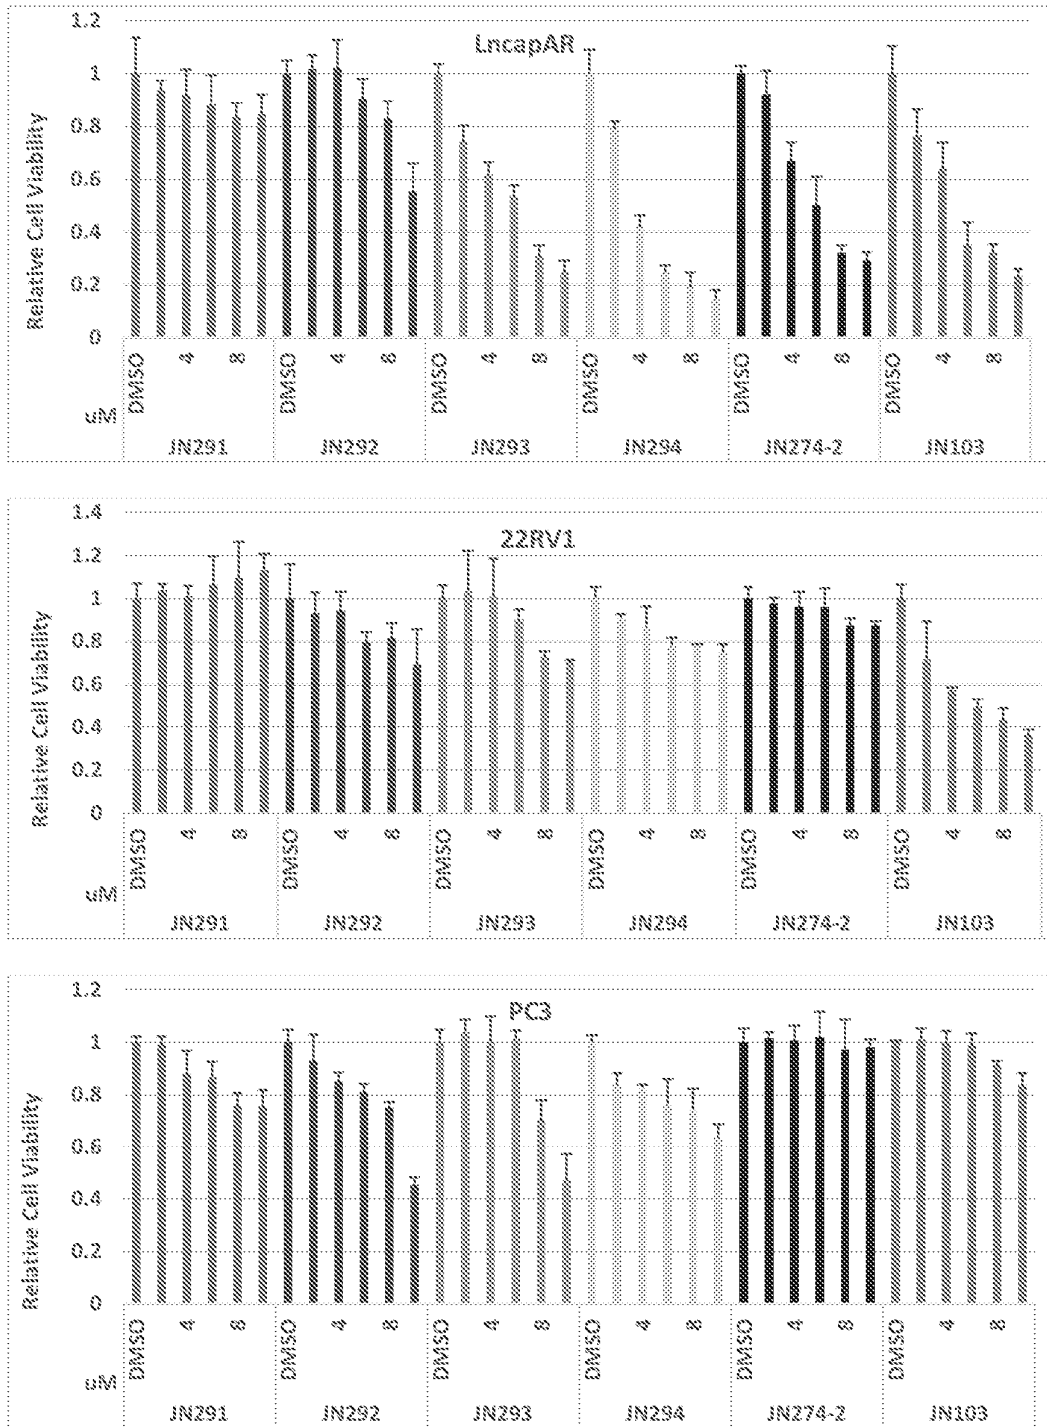 LncapAR
Relative Cell Viability
1.2
1
0.8
0.6
0.4
0.2
0
uM
DMSO 4 8 DMSO 4 8 DMSO 4 8 DMSO 4 8 DMSO 4 8 DMSO 4 8
JN291 JN292 JN293 JN294 JN274-2 JN103
22RV1
Relative Cell Viability
1.4
1.2
1
0.8
0.6
0.4
0.2
0
uM
DMSO 4 8 DMSO 4 8 DMSO 4 8 DMSO 4 8 DMSO 4 8 DMSO 4 8
JN291 JN292 JN293 JN294 JN274-2 JN103
PC3
Relative Cell Viability
1.2
1
0.8
0.6
0.4
0.2
0
uM
DMSO 4 8 DMSO 4 8 DMSO 4 8 DMSO 4 8 DMSO 4 8 DMSO 4 8
JN291 JN292 JN293 JN294 JN274-2 JN103